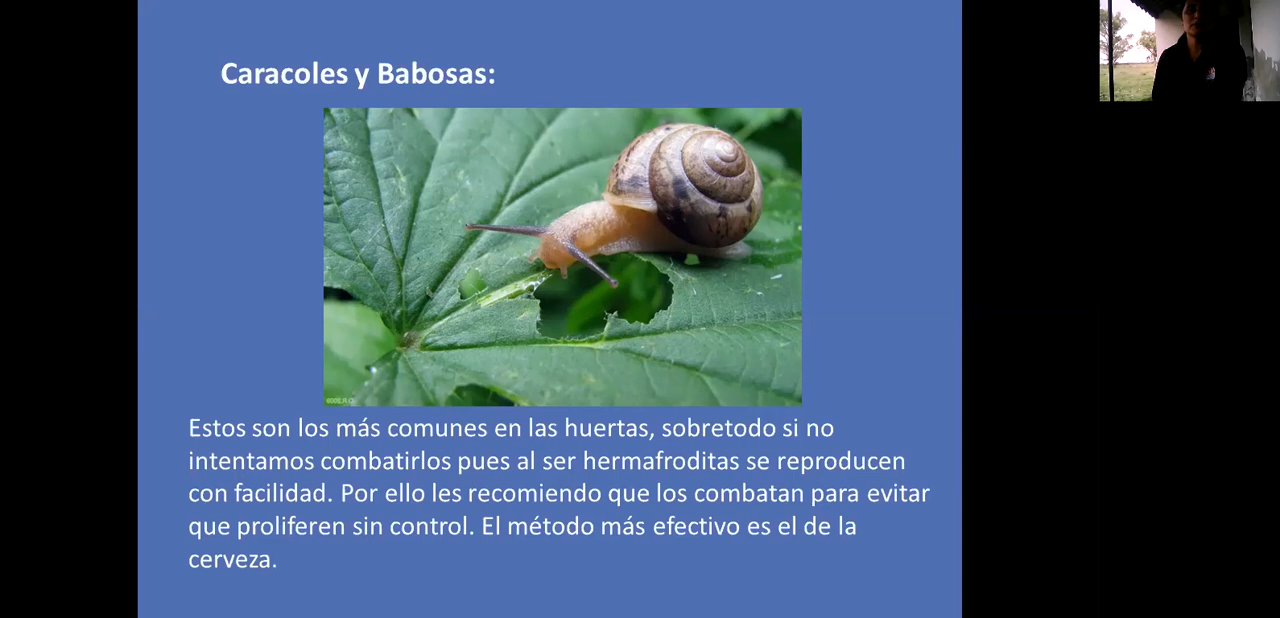 Caracoles y Babosas:
Estos son los más comunes en las huertas, sobretodo si no
intentamos combatirlos pues al ser hermafroditas se reproducen
con facilidad. Por ello les recomiendo que los combatan para evitar
que proliferen sin control. El método más efectivo es el de la
cerveza.